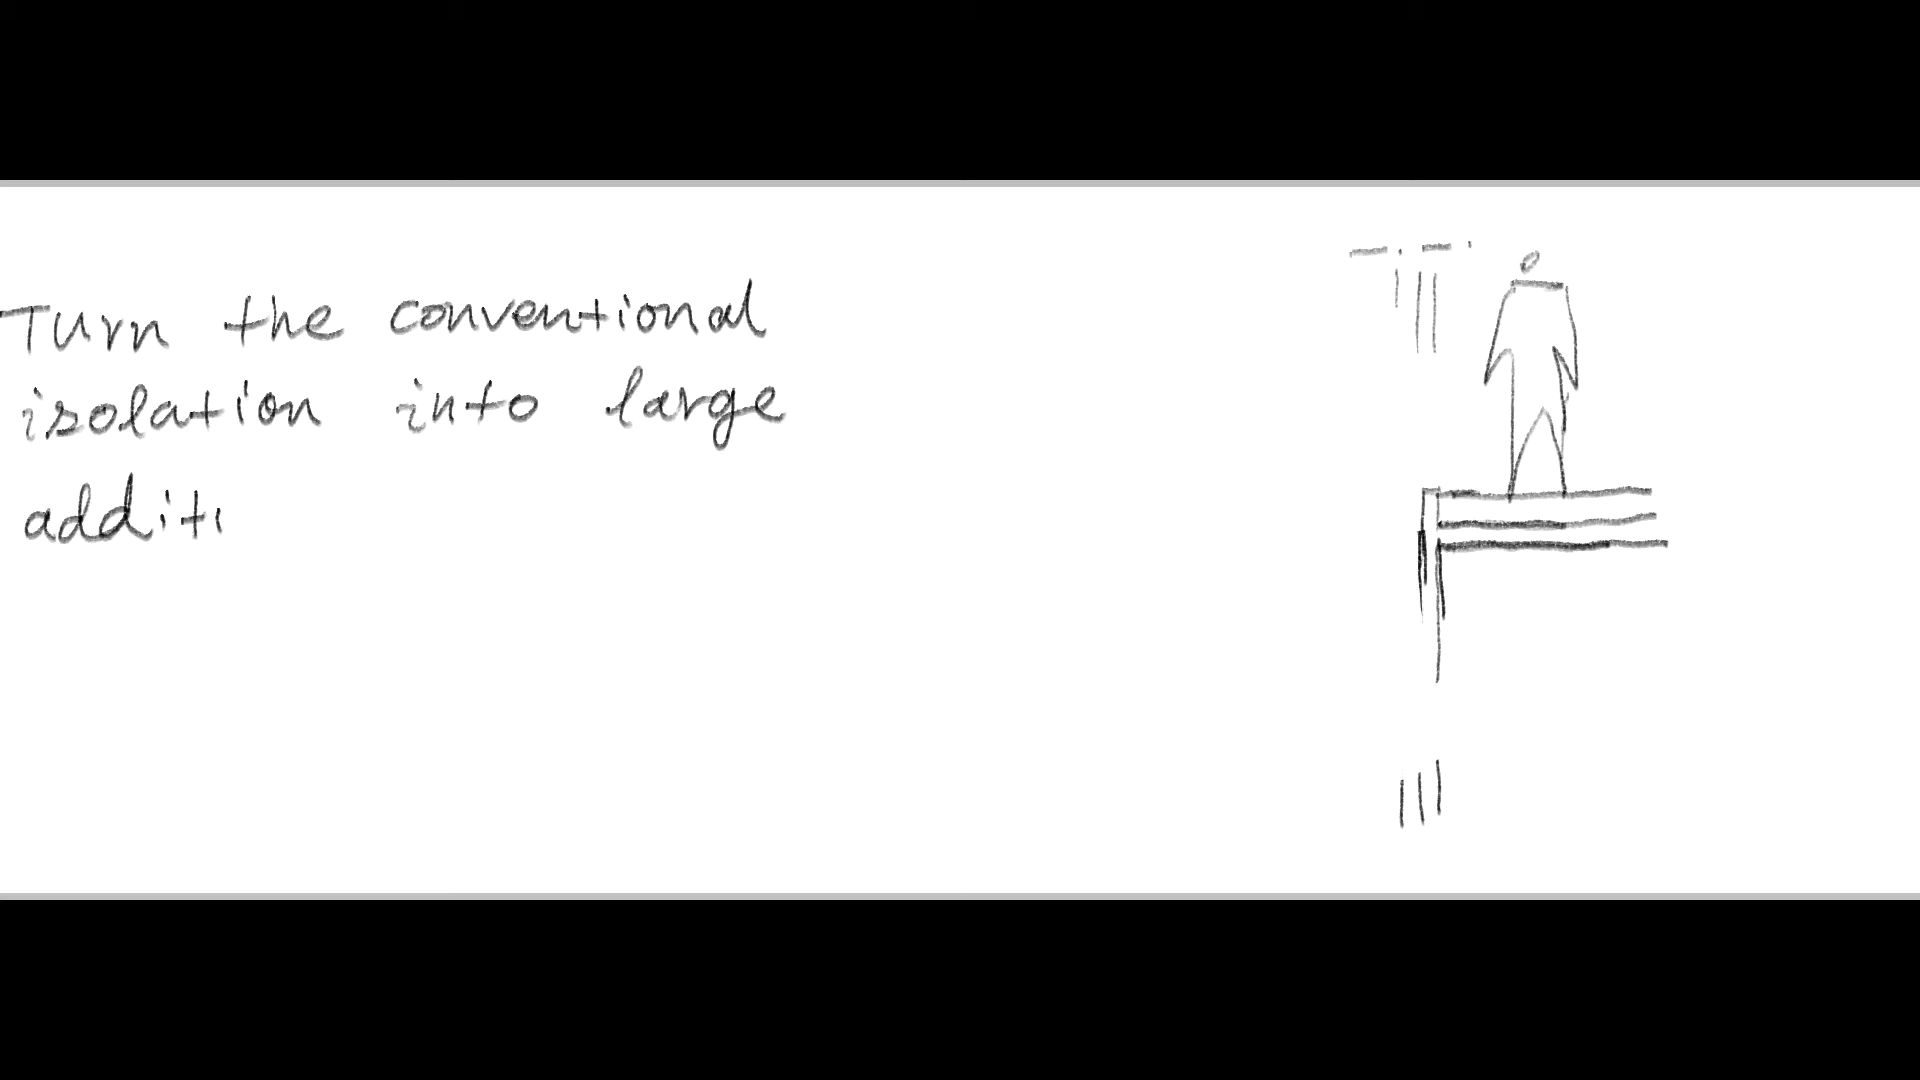 Turn the conventional
isolation into large
additi